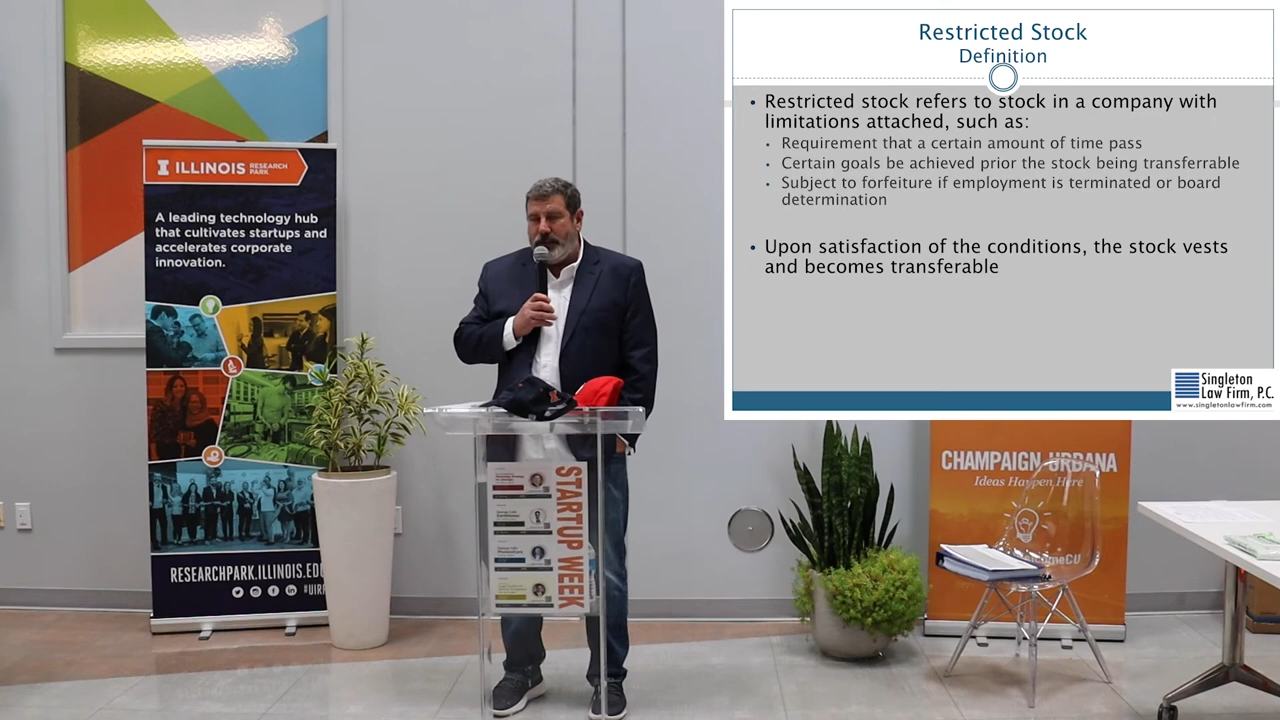 Restricted Stock
Definition
• Restricted stock refers to stock in a company with
limitations attached, such as:
• Requirement that a certain amount of time pass
• Certain goals be achieved prior the stock being transferrable
• Subject to forfeiture if employment is terminated or board
determination
• Upon satisfaction of the conditions, the stock vests
and becomes transferable
Singleton
Law Firm, P.C.
www.singletonlawfirm.com
ILLINOIS RESEARCH
PARK
A leading technology hub
that cultivates startups and
accelerates corporate
innovation.
RESEARCHPARK.ILLINOIS.EDU
STARTUP WEEK
CHAMPAIGN URBANA
Ideas Happen Here